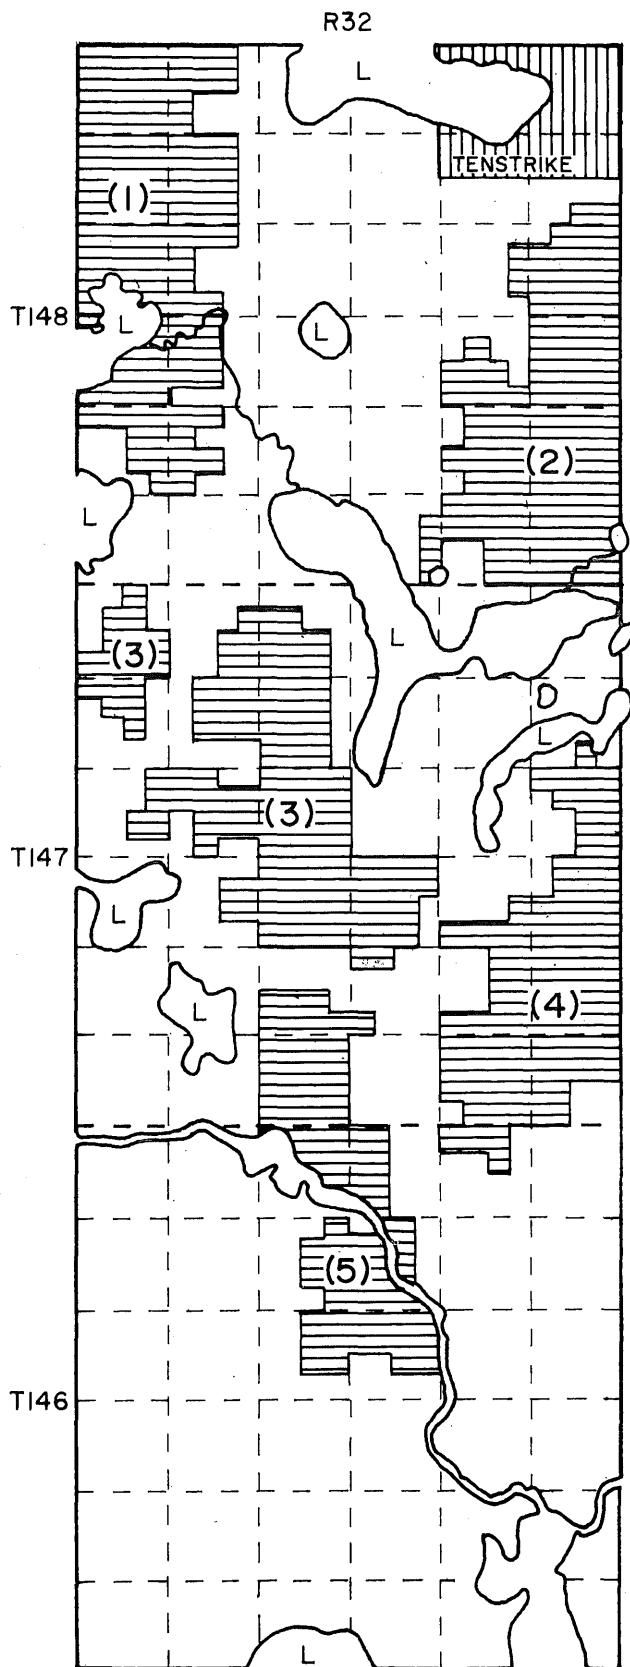 R32
L
TENSTRIKE
(1)
T148
L
L
(2)
L
L
(3)
L
(3)
T147
L
L
(4)
(5)
T146
L